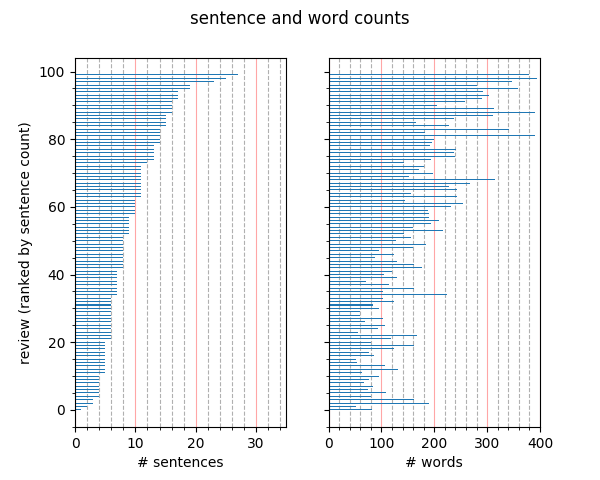 sentence and word counts
review (ranked by sentence count)
100
80
60
40
20
0
0 10 20 30
# sentences
0 100 200 300 400
# words